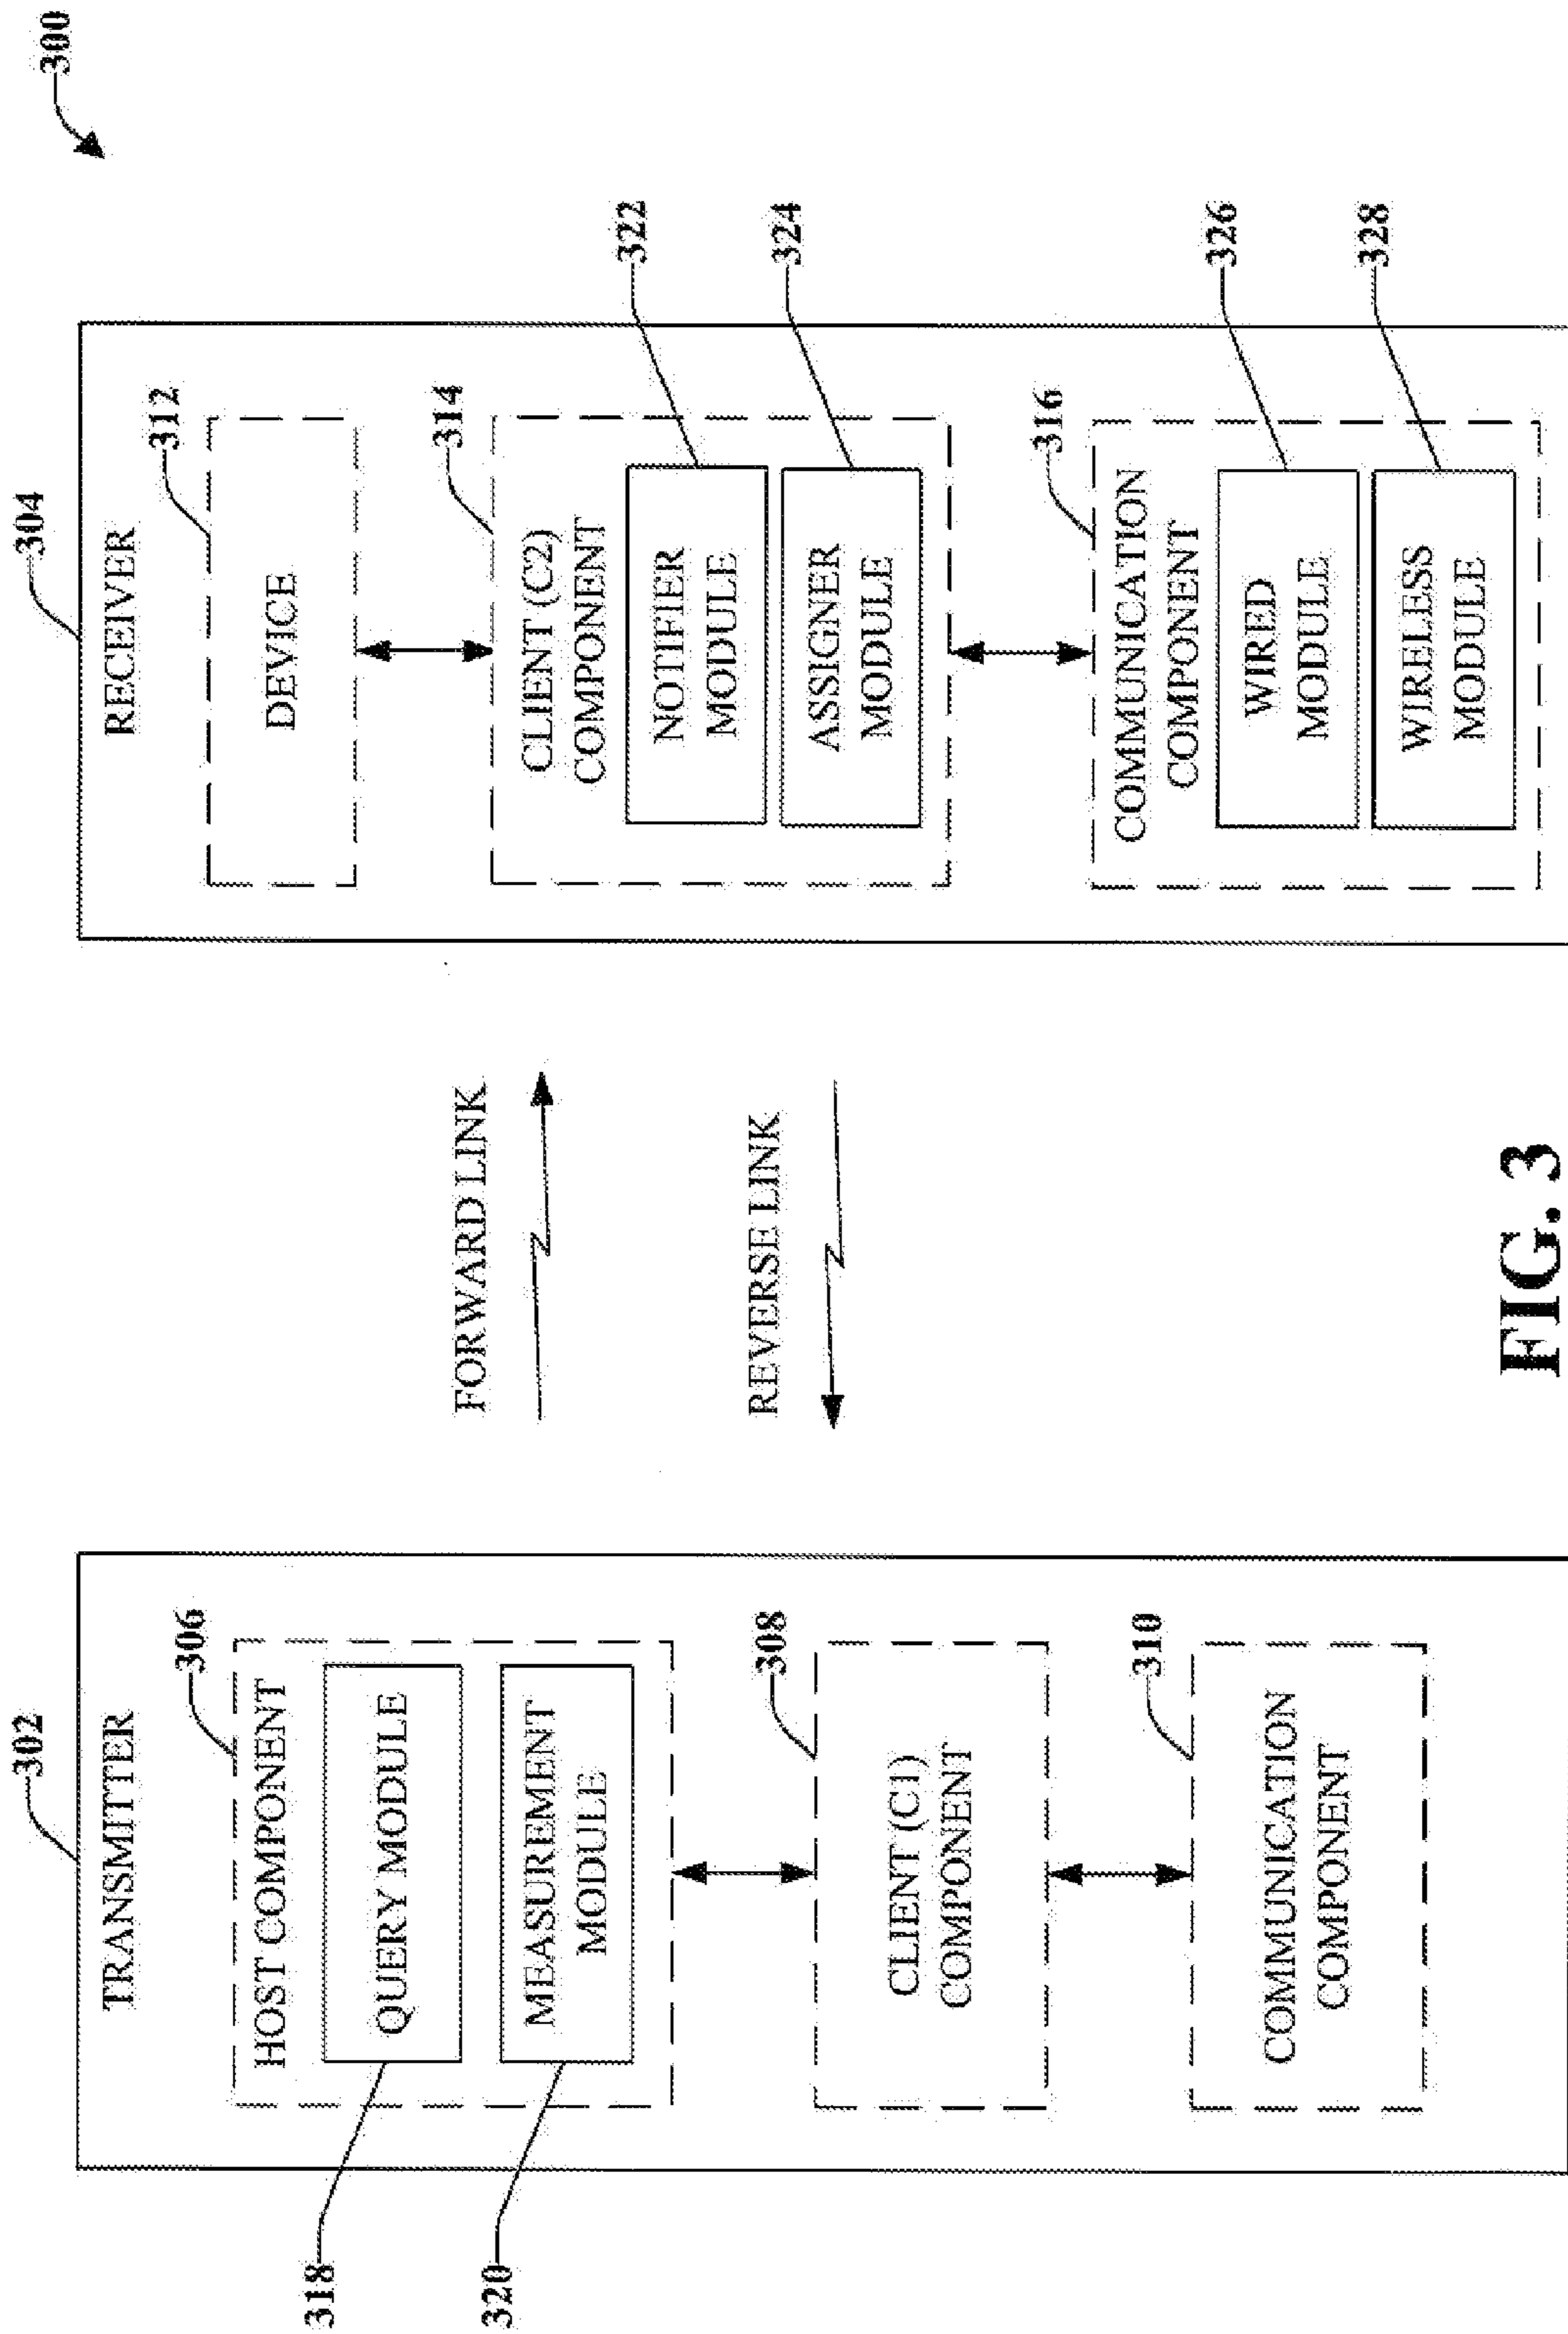 300
302
TRANSMITTER
306
HOST COMPONENT
QUERY MODULE
318
MEASUREMENT
MODULE
320
308
CLIENT (C1)
COMPONENT
310
COMMUNICATION
COMPONENT
FORWARD LINK
REVERSE LINK
304
RECEIVER
312
DEVICE
314
CLIENT (C2)
COMPONENT
NOTIFIER
MODULE
322
ASSIGNER
MODULE
324
316
COMMUNICATION
COMPONENT
WIRED
MODULE
326
WIRELESS
MODULE
328
FIG. 3